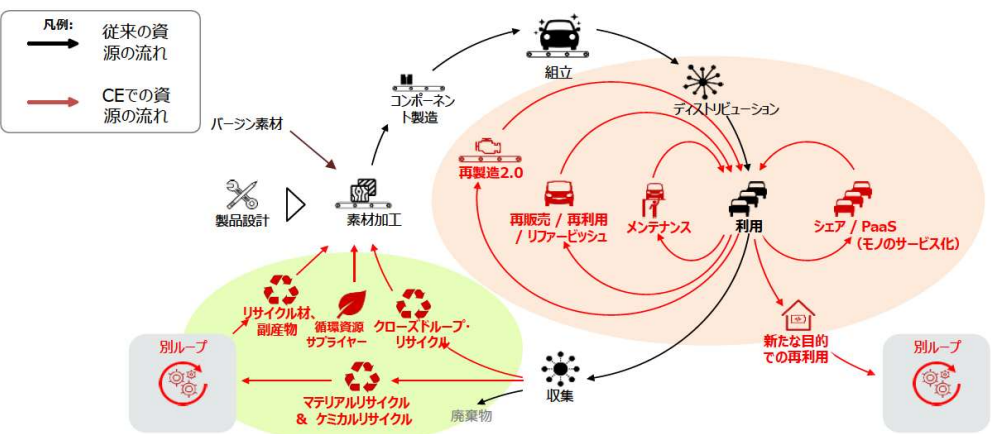 凡例:
従来の資
源の流れ
CEでの資
源の流れ
組立
コンポーネン
ト製造
ディストリビューション
バージン素材
再製造2.0
製品設計
素材加工
再販売 / 再利用
/ リファービッシュ
メンテナンス
利用
シェア / PaaS
（モノのサービス化）
リサイクル材、
副産物
循環資源
サプライヤー
クローズドループ・
リサイクル
新たな目的
での再利用
別ループ
別ループ
収集
マテリアルリサイクル
& ケミカルリサイクル
廃棄物